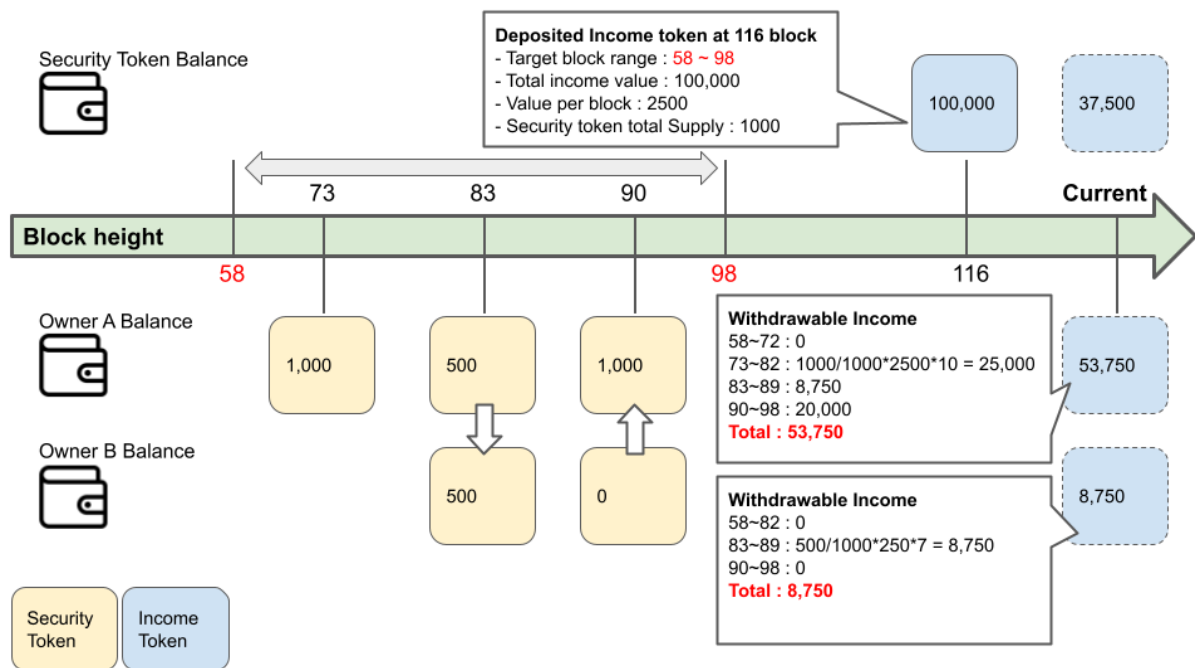 Security Token Balance
Deposited Income token at 116 block
- Target block range : 58 ~ 98
- Total income value : 100,000
- Value per block : 2500
- Security token total Supply : 1000
100,000
37,500
73
83
90
Current
Block height
58
98
116
Owner A Balance
1,000
500
1,000
Withdrawable Income
58~72 : 0
73~82 : 1000/1000*2500*10 = 25,000
83~89 : 8,750
90~98 : 20,000
Total : 53,750
53,750
Owner B Balance
500
0
Withdrawable Income
58~82 : 0
83~89 : 500/1000*250*7 = 8,750
90~98 : 0
Total : 8,750
8,750
Security
Token
Income
Token